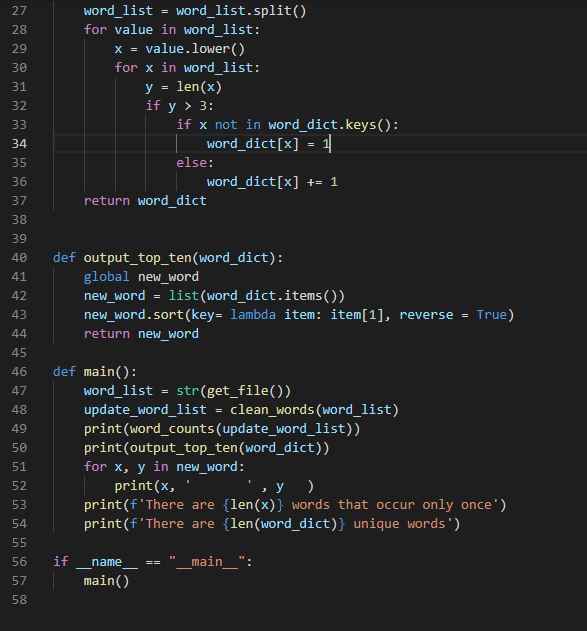 27 word_list = word_list.split()
28 for value in word_list:
29 x = value.lower()
30 for x in word_list:
31 y = len(x)
32 if y > 3:
33 if x not in word_dict.keys():
34 word_dict[x] = 1
35 else:
36 word_dict[x] += 1
37 return word_dict
38
39
40 def output_top_ten(word_dict):
41 global new_word
42 new_word = list(word_dict.items())
43 new_word.sort(key= lambda item: item[1], reverse = True)
44 return new_word
45
46 def main():
47 word_list = str(get_file())
48 update_word_list = clean_words(word_list)
49 print(word_counts(update_word_list))
50 print(output_top_ten(word_dict))
51 for x, y in new_word:
52 print(x, '       ' , y   )
53 print(f'There are {len(x)} words that occur only once')
54 print(f'There are {len(word_dict)} unique words')
55
56 if __name__ == "__main__":
57 main()
58